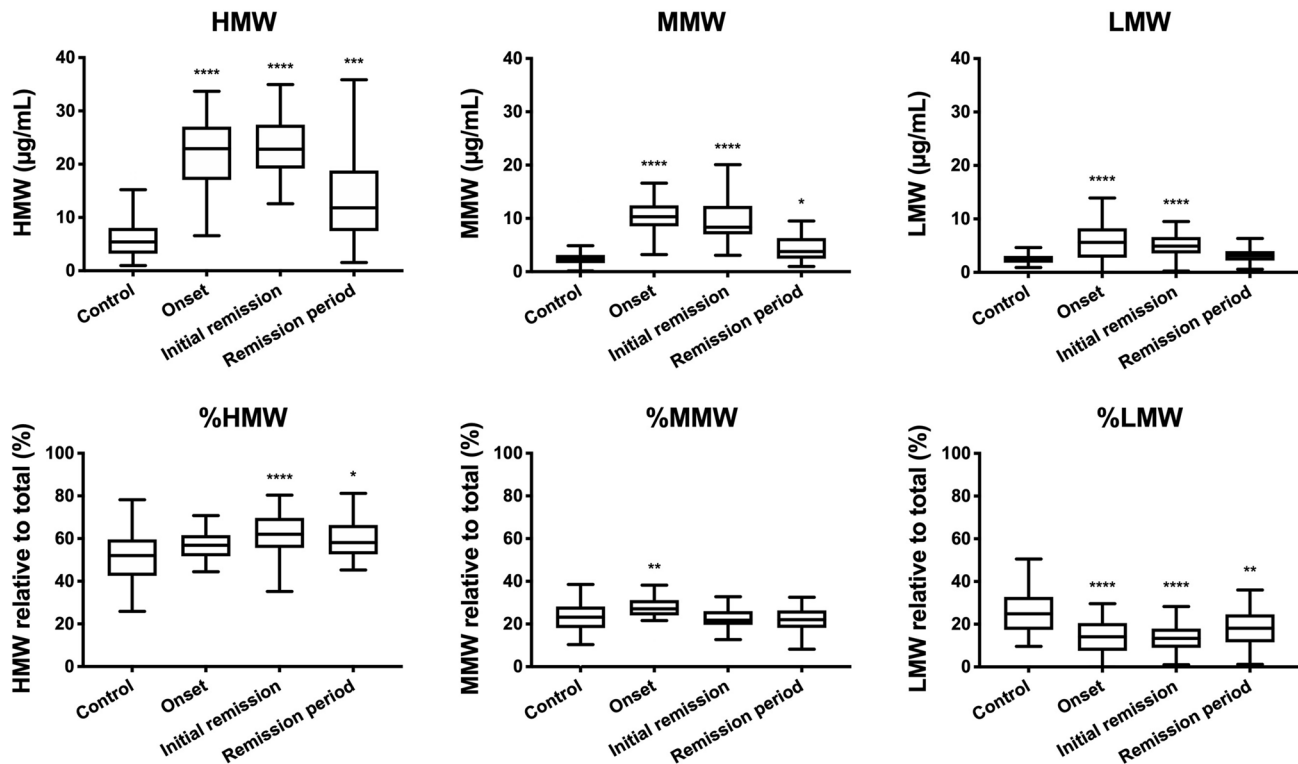 HMW
HMW (µg/mL)
40
30
20
10
0
****
****
***
Control
Onset
Initial remission
Remission period
MMW
MMW (µg/mL)
40
30
20
10
0
****
****
*
Control
Onset
Initial remission
Remission period
LMW
LMW (µg/mL)
40
30
20
10
0
****
****
Control
Onset
Initial remission
Remission period
%HMW
HMW relative to total (%)
100
80
60
40
20
0
****
*
Control
Onset
Initial remission
Remission period
%MMW
MMW relative to total (%)
100
80
60
40
20
0
**
Control
Onset
Initial remission
Remission period
%LMW
LMW relative to total (%)
100
80
60
40
20
0
****
****
**
Control
Onset
Initial remission
Remission period